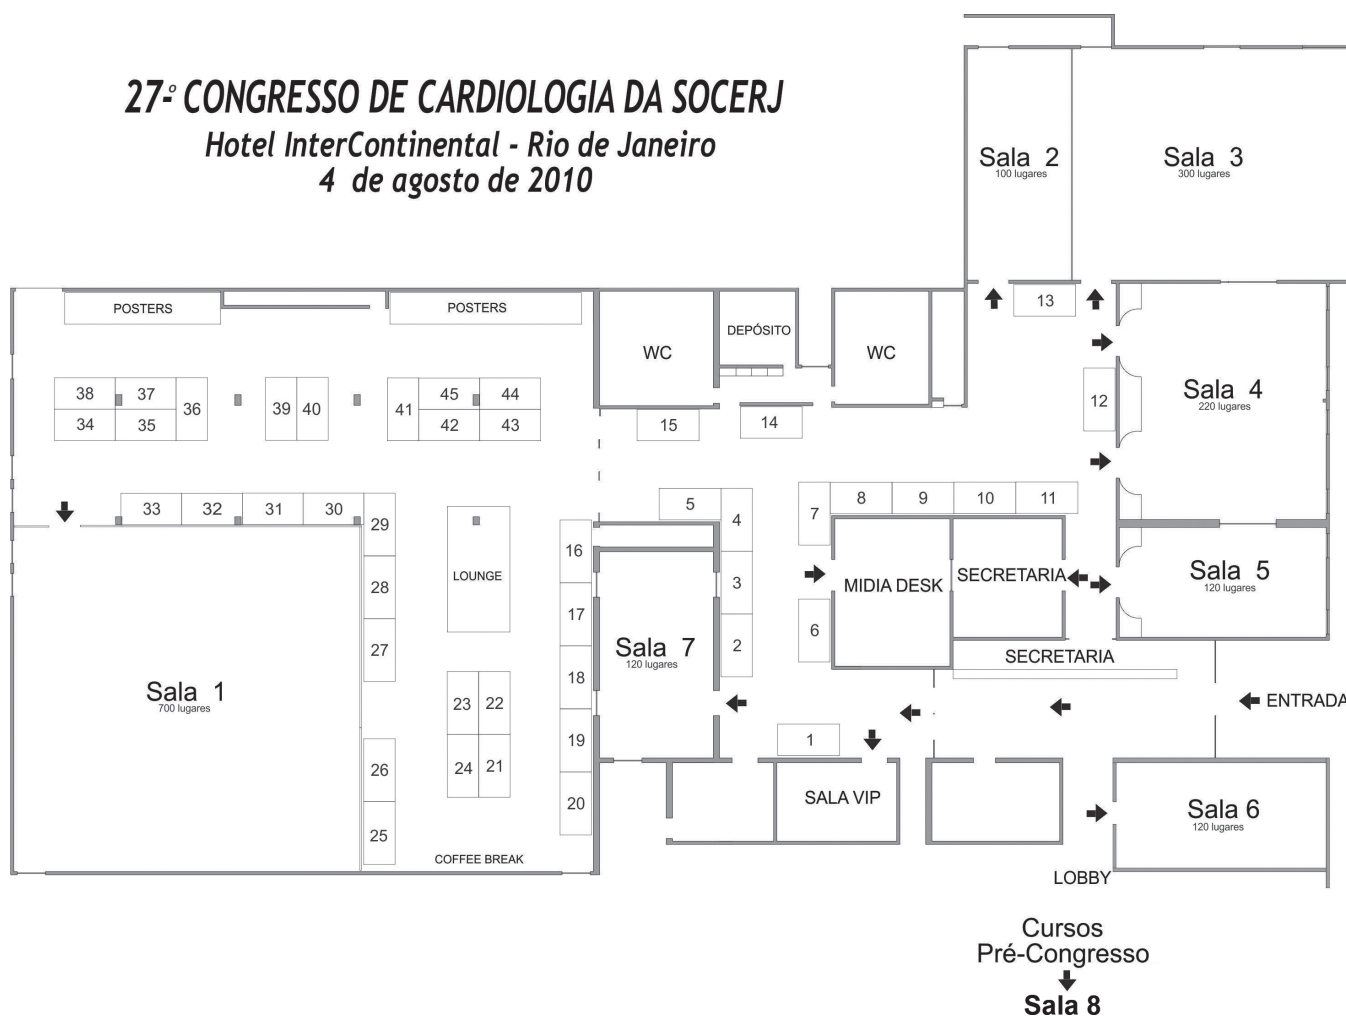 27º CONGRESSO DE CARDIOLOGIA DA SOCERJ
Hotel InterContinental - Rio de Janeiro
4 de agosto de 2010
Sala 2
100 lugares
Sala 3
300 lugares
13
POSTERS
POSTERS
WC
DEPÓSITO
WC
12
Sala 4
220 lugares
38
37
36
34
35
39
40
41
45
44
42
43
15
14
33
32
31
30
29
28
27
26
25
LOUNGE
23
22
24
21
COFFEE BREAK
16
17
18
19
20
5
4
3
2
Sala 7
120 lugares
7
8
9
10
11
6
MIDIA DESK
SECRETARIA
Sala 5
120 lugares
SECRETARIA
ENTRADA
Sala 1
700 lugares
1
SALA VIP
Sala 6
120 lugares
LOBBY
Cursos
Pré-Congresso
Sala 8